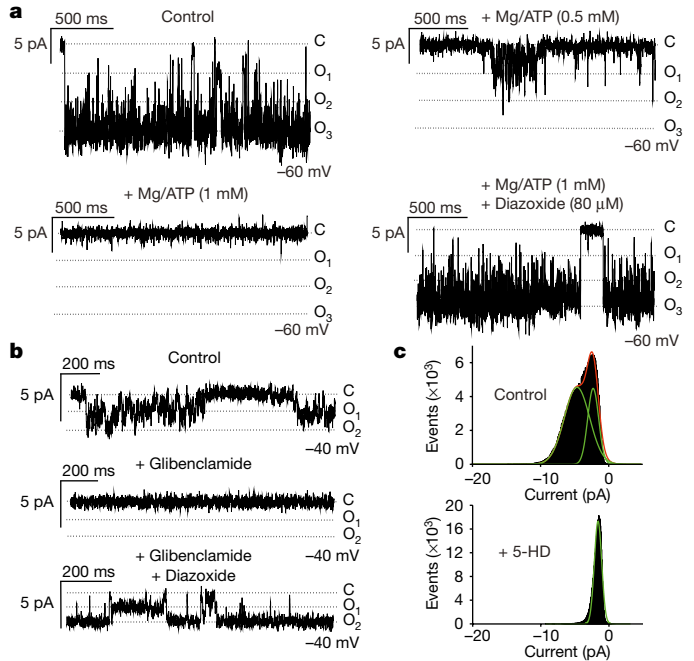 a
500 ms
Control
5 pA
C
O1
O2
O3
−60 mV
500 ms
+ Mg/ATP (0.5 mM)
5 pA
C
O1
O2
O3
−60 mV
500 ms
+ Mg/ATP (1 mM)
5 pA
C
O1
O2
O3
−60 mV
+ Mg/ATP (1 mM)
500 ms
+ Diazoxide (80 μM)
5 pA
C
O1
O2
O3
−60 mV
b
200 ms
Control
5 pA
C
O1
O2
−40 mV
200 ms
+ Glibenclamide
5 pA
C
O1
O2
−40 mV
+ Glibenclamide
200 ms
+ Diazoxide
5 pA
C
O1
O2
−40 mV
c
Events (×10³)
6
4
2
0
Control
−20
−10
0
Current (pA)
Events (×10³)
20
16
12
8
4
0
+ 5-HD
−20
−10
0
Current (pA)